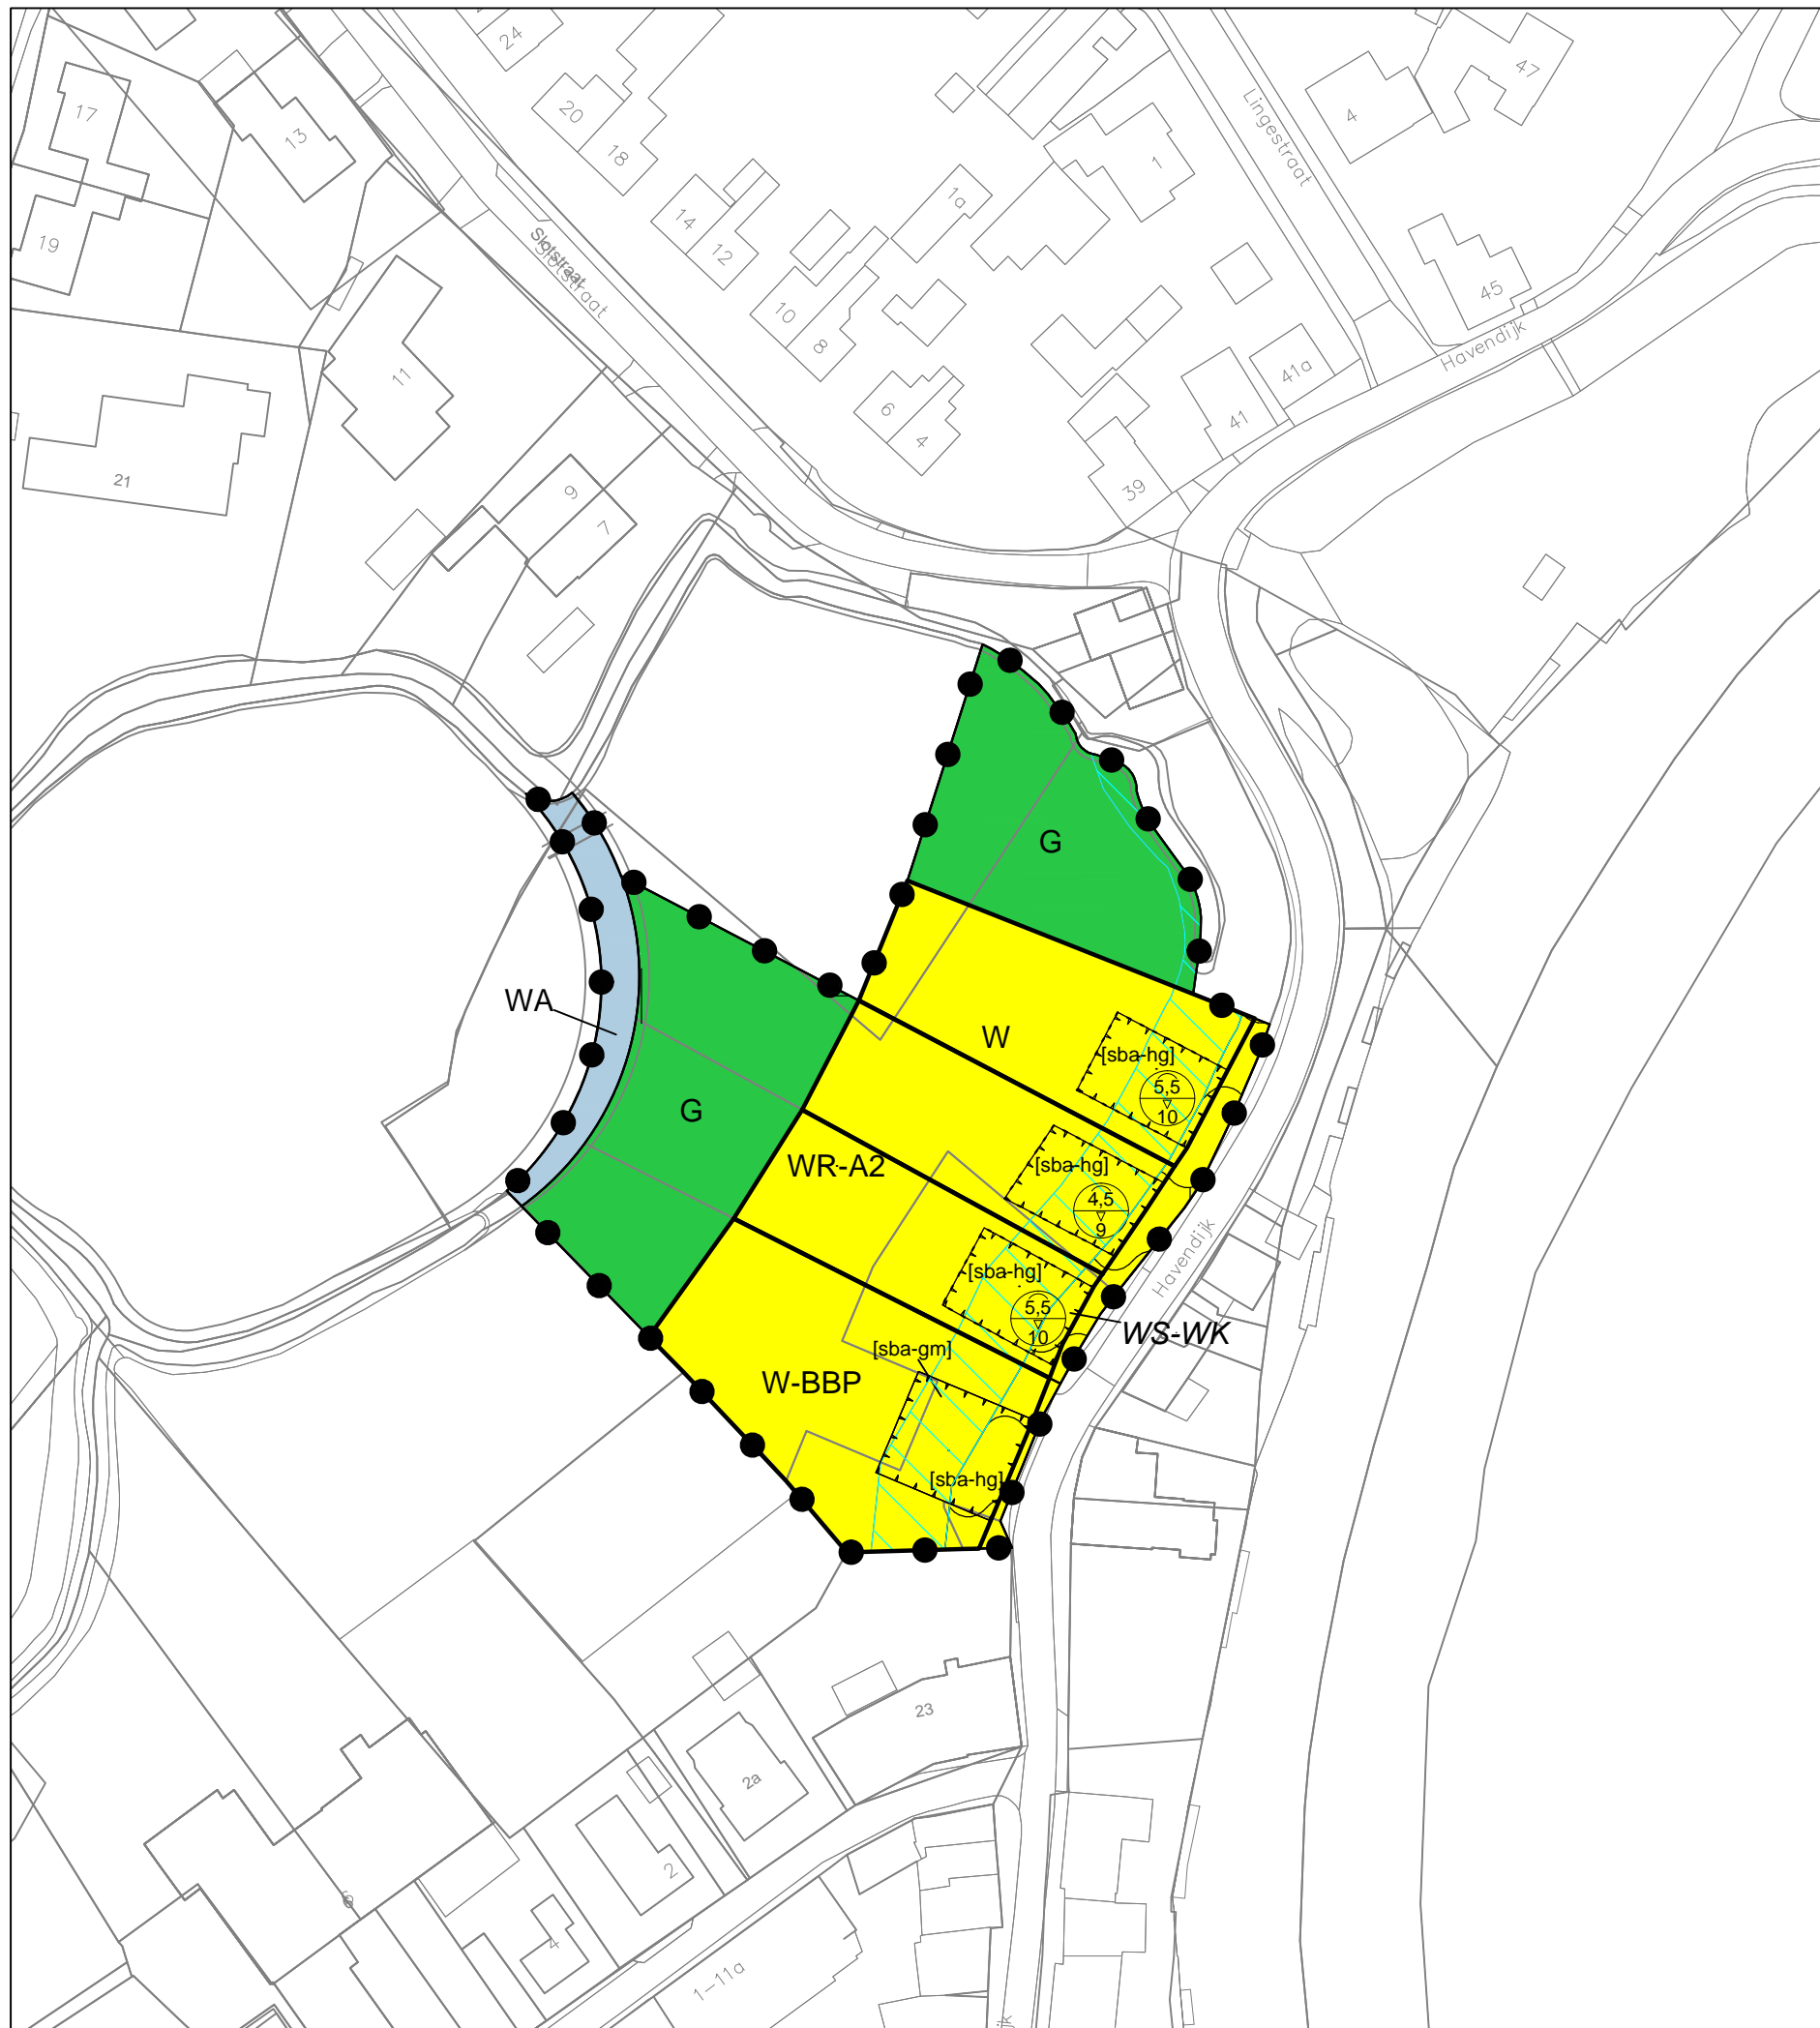 24
47
17
20
4
13
18
1
Lingestraat
1a
14
19
12
Slotstraat
Slotstraat
45
10
8
Havendijk
11
41a
6
41
4
21
9
39
7
G
WA
W
[sba-hg]
5,5
10
G
WR-A2
[sba-hg]
4,5
9
Havendijk
[sba-hg]
5,5
10
WS-WK
[sba-gm]
W-BBP
[sba-hg]
23
2a
2
6
4
1-11a